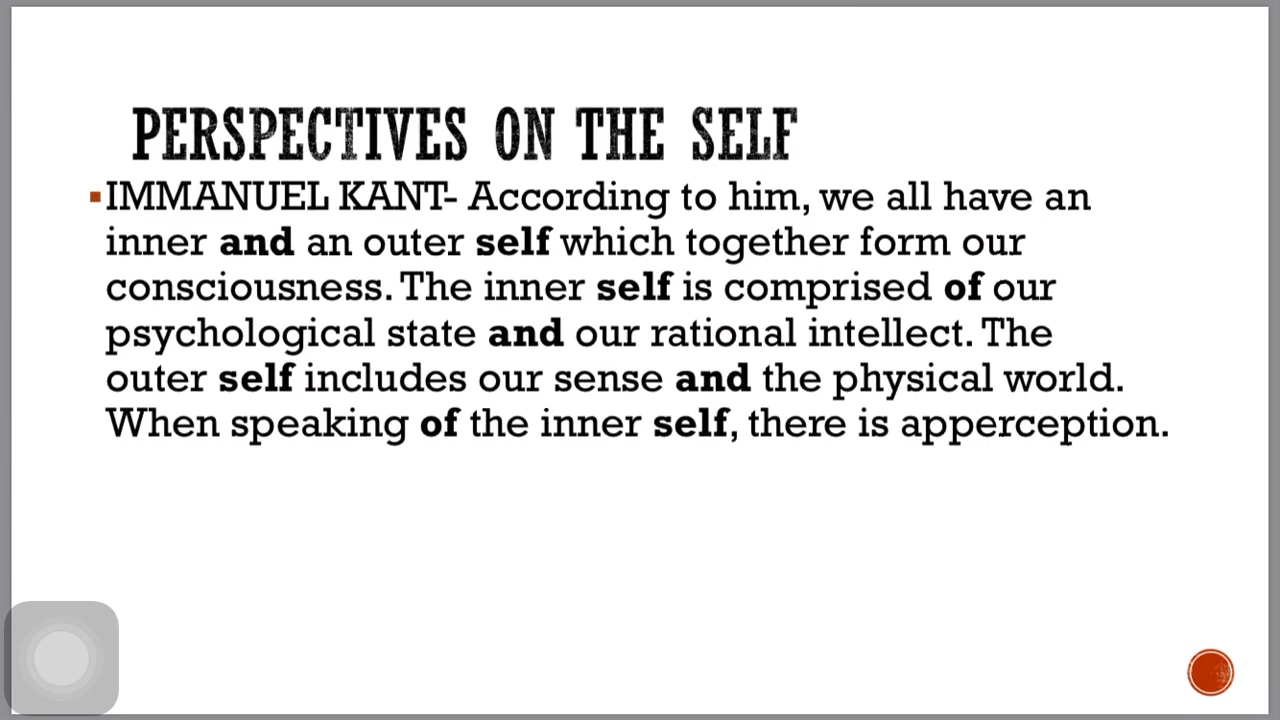 PERSPECTIVES ON THE SELF
IMMANUEL KANT- According to him, we all have an
inner and an outer self which together form our
consciousness. The inner self is comprised of our
psychological state and our rational intellect. The
outer self includes our sense and the physical world.
When speaking of the inner self, there is apperception.